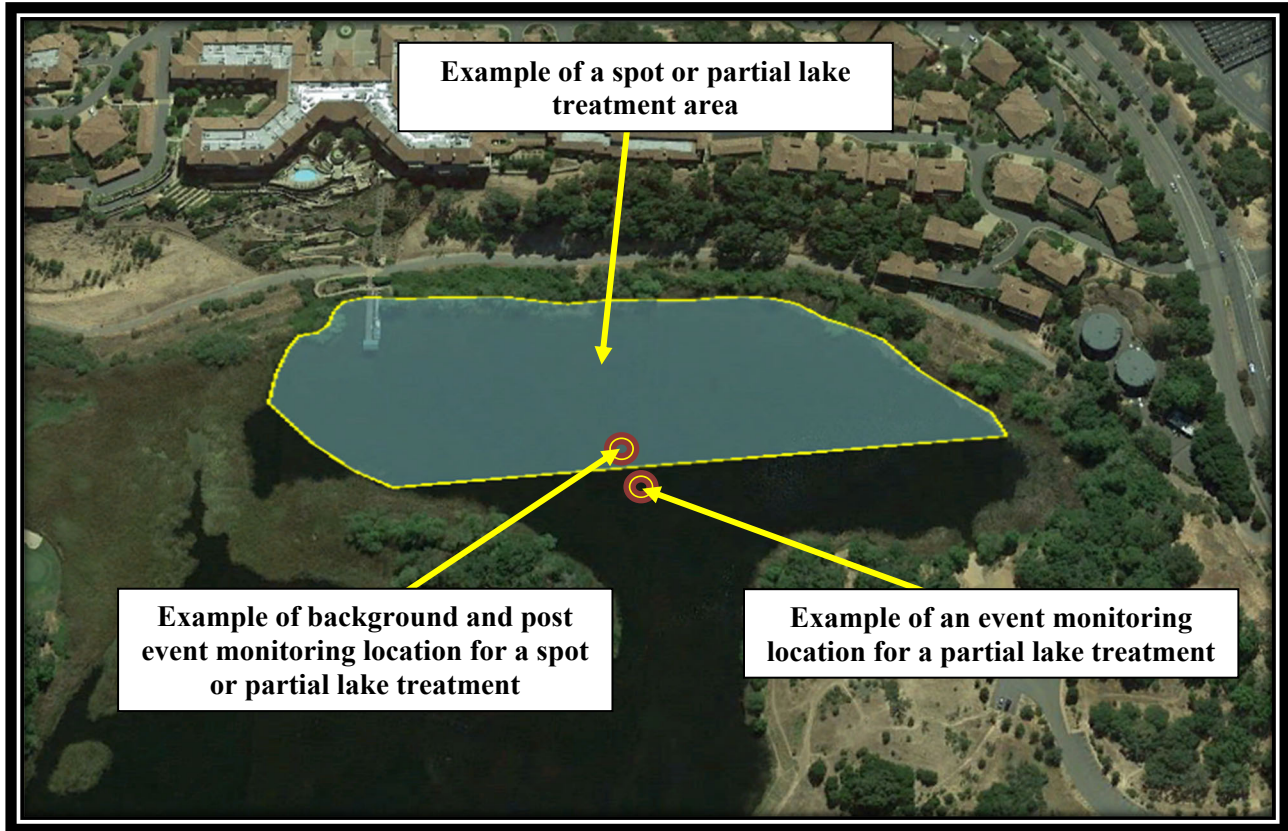 Example of a spot or partial lake
treatment area
Example of background and post
event monitoring location for a spot
or partial lake treatment
Example of an event monitoring
location for a partial lake treatment